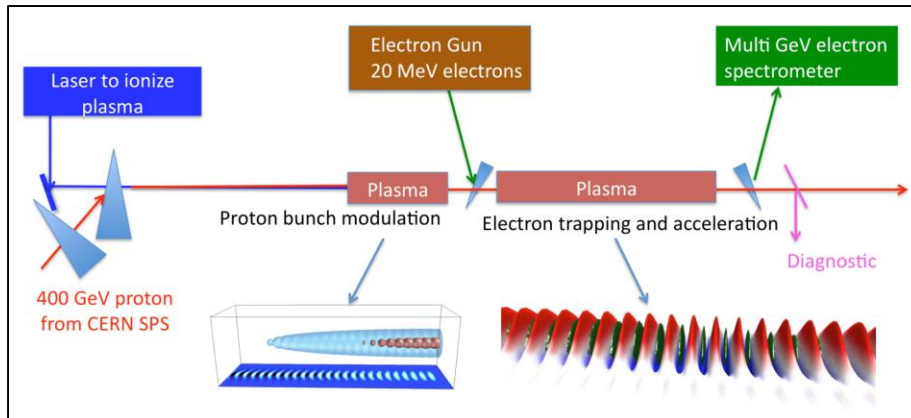 Laser to ionize
plasma
Electron Gun
20 MeV electrons
Multi GeV electron
spectrometer
Plasma
Plasma
Proton bunch modulation
Electron trapping and acceleration
400 GeV proton
from CERN SPS
Diagnostic